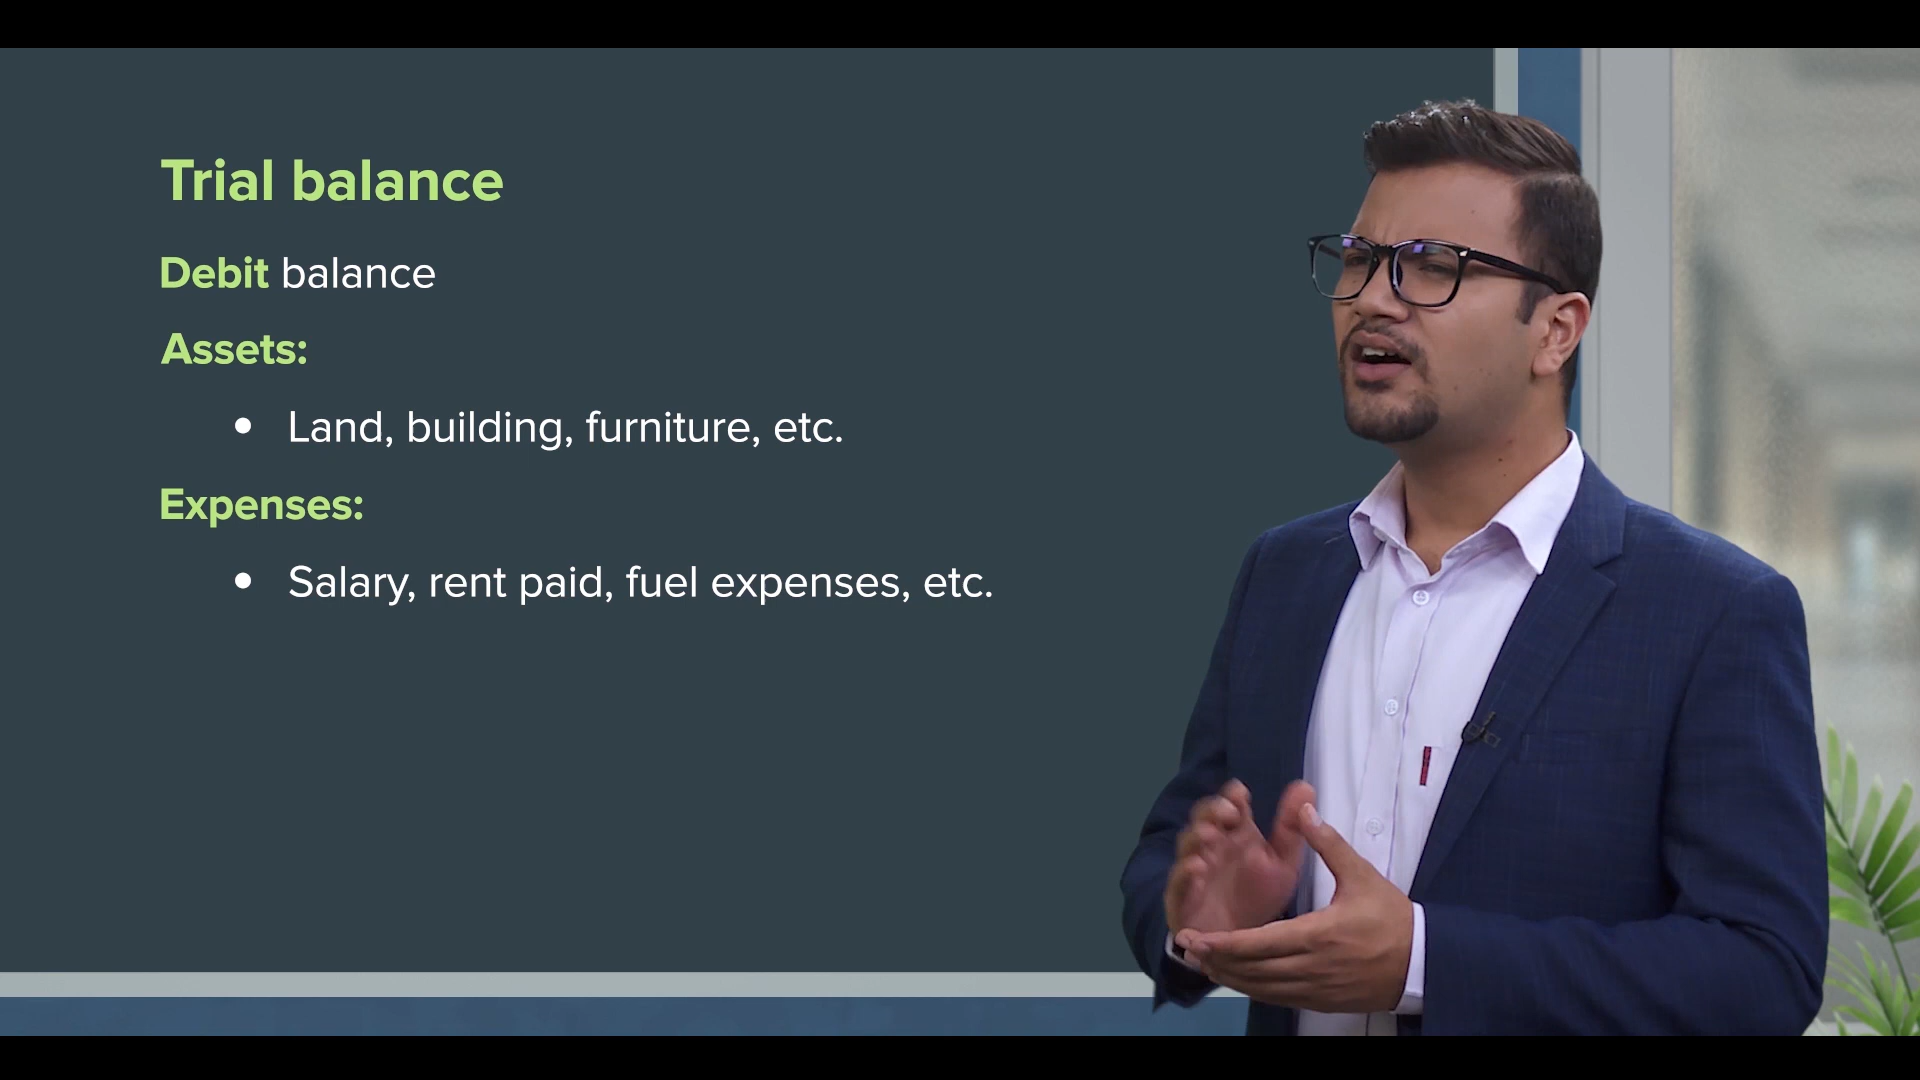 Trial balance
Debit balance
Assets:
• Land, building, furniture, etc.
Expenses:
• Salary, rent paid, fuel expenses, etc.